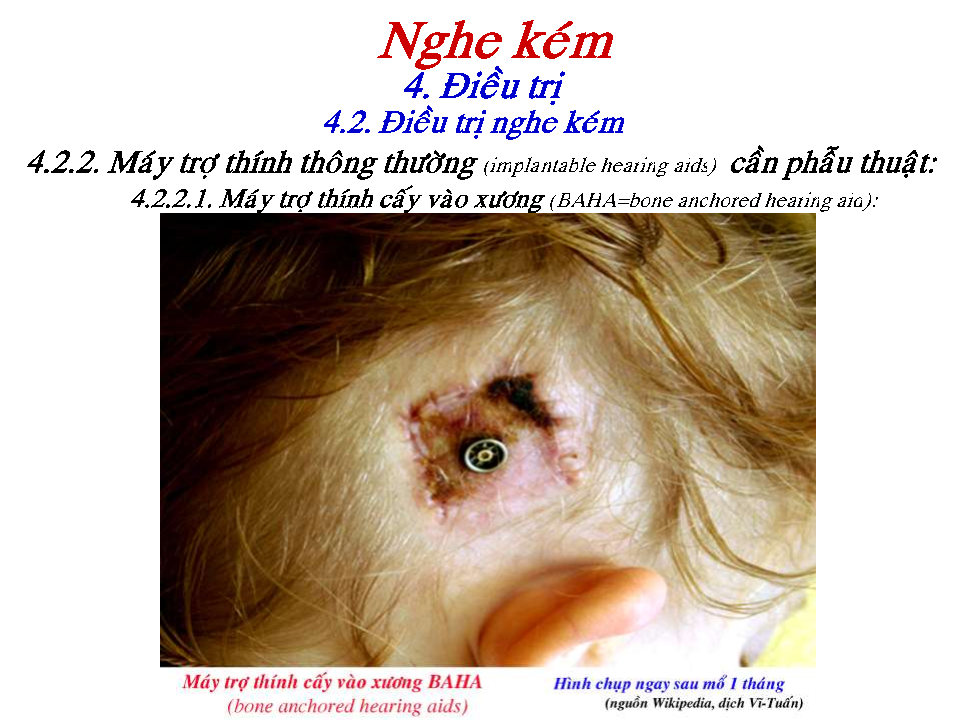 Nghe kém
4. Điều trị
4.2. Điều trị nghe kém
4.2.2. Máy trợ thính thông thường (implantable hearing aids) cần phẫu thuật:
4.2.2.1. Máy trợ thính cấy vào xương (BAHA=bone anchored hearing aid):
Máy trợ thính cấy vào xương BAHA
(bone anchored hearing aids)
Hình chụp ngay sau mổ 1 tháng
(nguồn Wikipedia, dịch Vĩ-Tuấn)